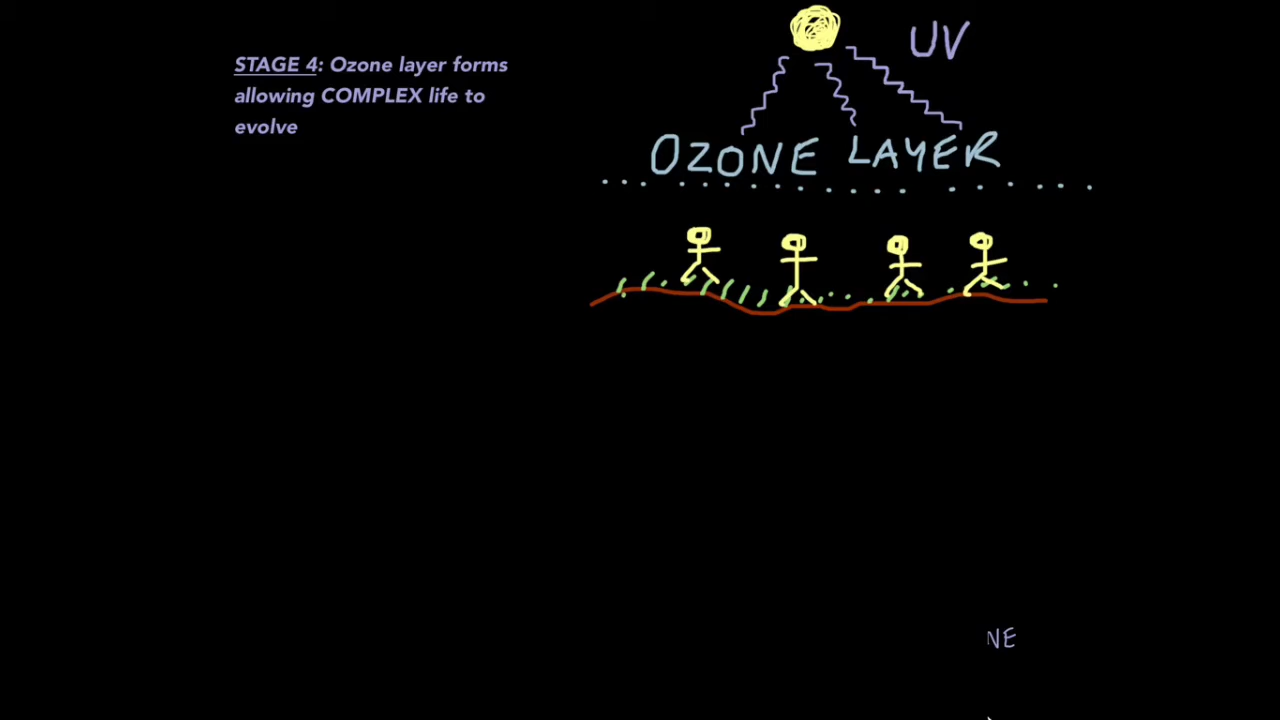 STAGE 4: Ozone layer forms
allowing COMPLEX life to
evolve
UV
OZONE LAYER
NE